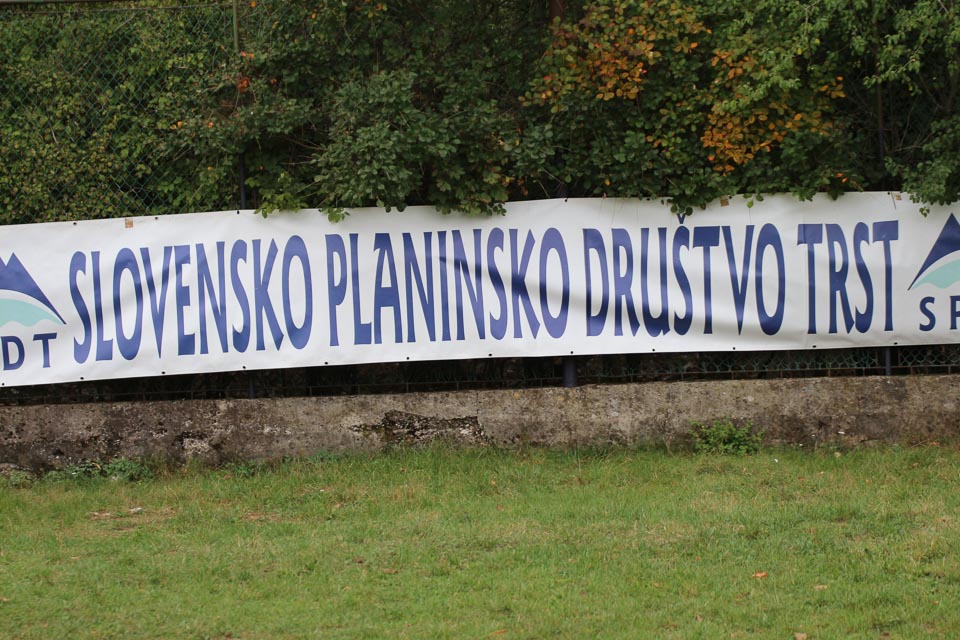 DT SLOVENSKO PLANINSKO DRUŠTVO TRST SP